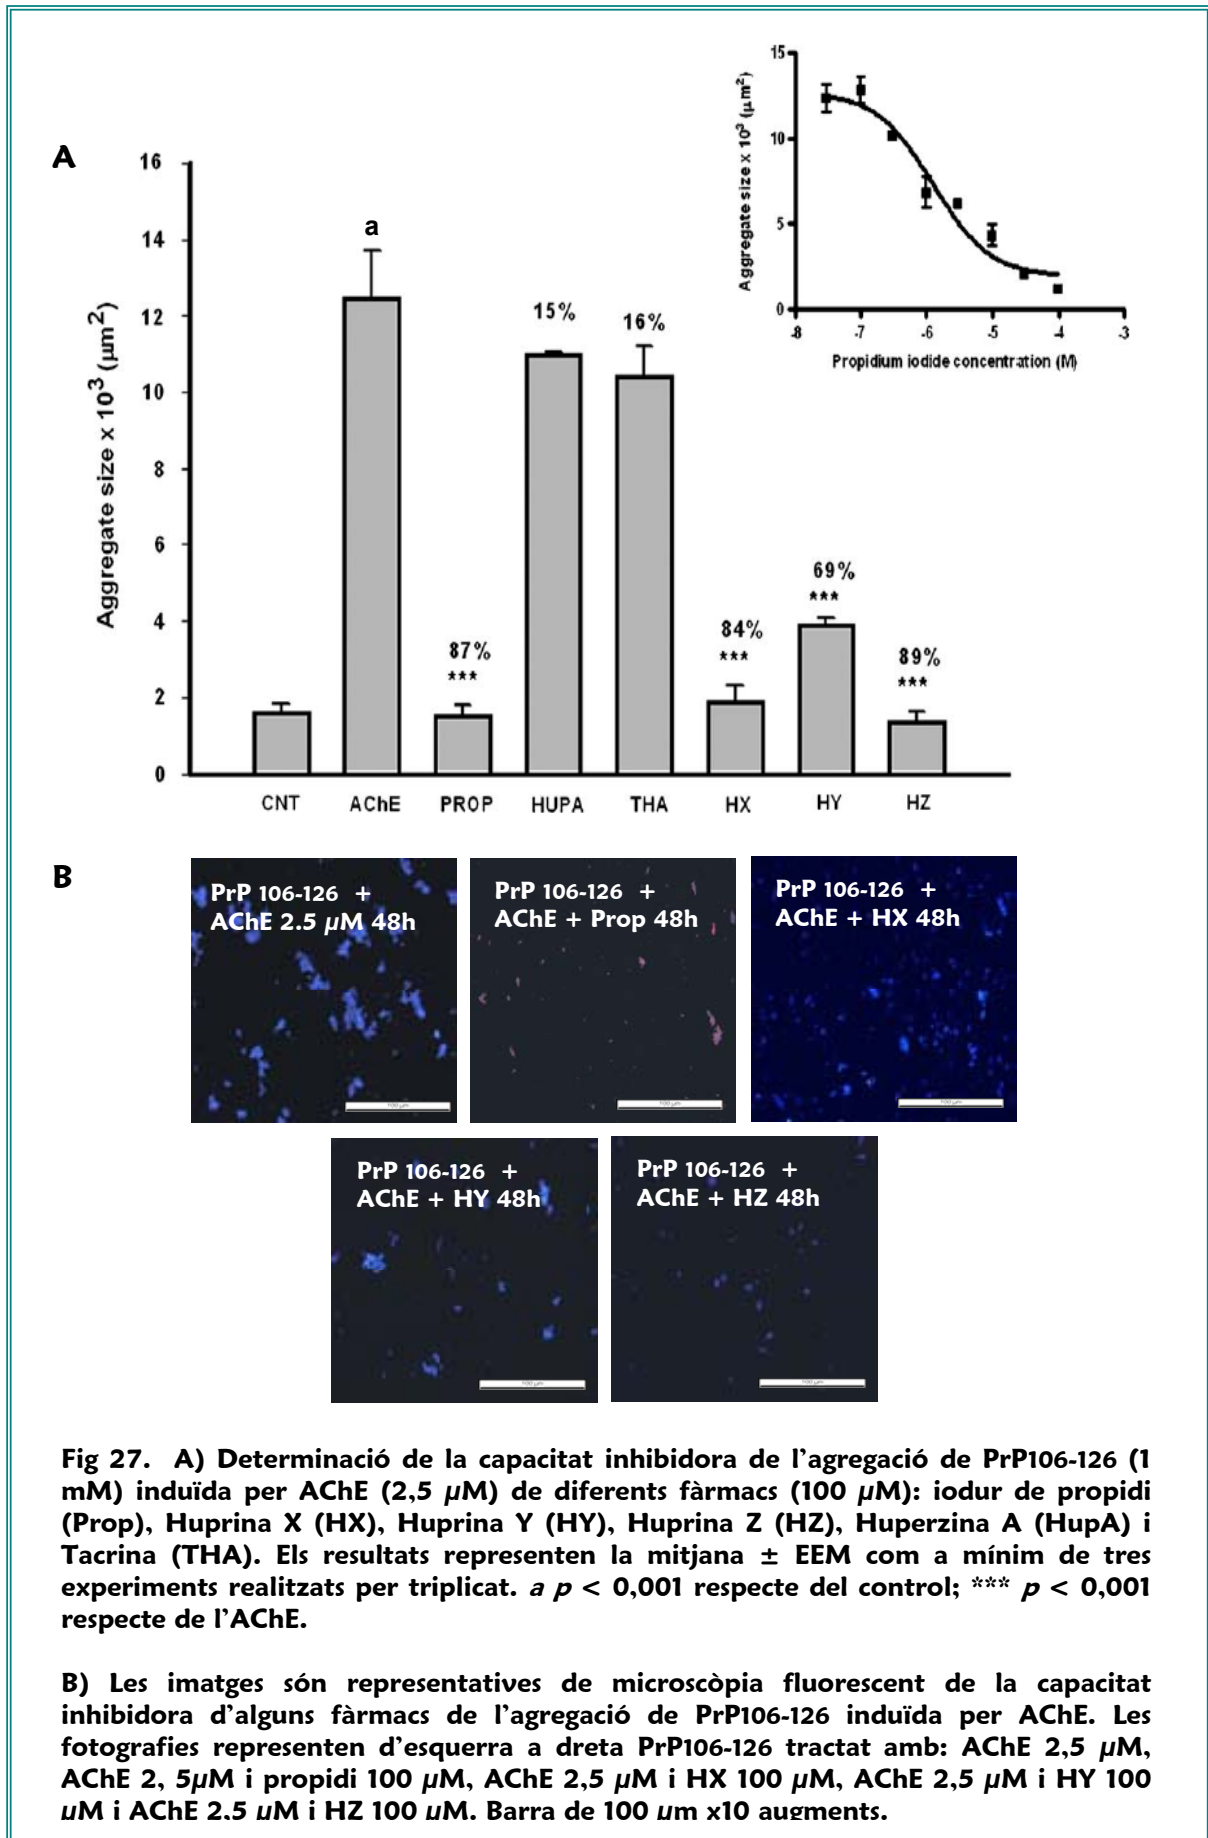 A
Aggregate size x 10³ (µm²)
16
14
12
10
8
6
4
2
0
a
87%
***
15%
16%
84%
***
69%
***
89%
***
CNT AChE PROP HUPA THA HX HY HZ
Aggregate size x 10³ (µm²)
15
10
5
0
-8 -7 -6 -5 -4 -3
Propidium iodide concentration (M)
B
PrP 106-126 +
AChE 2.5 µM 48h
100 µm
PrP 106-126 +
AChE + Prop 48h
100 µm
PrP 106-126 +
AChE + HX 48h
100 µm
PrP 106-126 +
AChE + HY 48h
100 µm
PrP 106-126 +
AChE + HZ 48h
100 µm
Fig 27. A) Determinació de la capacitat inhibidora de l'agregació de PrP106-126 (1
mM) induïda per AChE (2,5 µM) de diferents fàrmacs (100 µM): iodur de propidi
(Prop), Huprina X (HX), Huprina Y (HY), Huprina Z (HZ), Huperzina A (HupA) i
Tacrina (THA). Els resultats representen la mitjana ± EEM com a mínim de tres
experiments realitzats per triplicat. a p < 0,001 respecte del control; *** p < 0,001
respecte de l'AChE.
B) Les imatges són representatives de microscòpia fluorescent de la capacitat
inhibidora d'alguns fàrmacs de l'agregació de PrP106-126 induïda per AChE. Les
fotografies representen d'esquerra a dreta PrP106-126 tractat amb: AChE 2,5 µM,
AChE 2, 5µM i propidi 100 µM, AChE 2,5 µM i HX 100 µM, AChE 2,5 µM i HY 100
µM i AChE 2,5 µM i HZ 100 µM. Barra de 100 µm x10 augments.